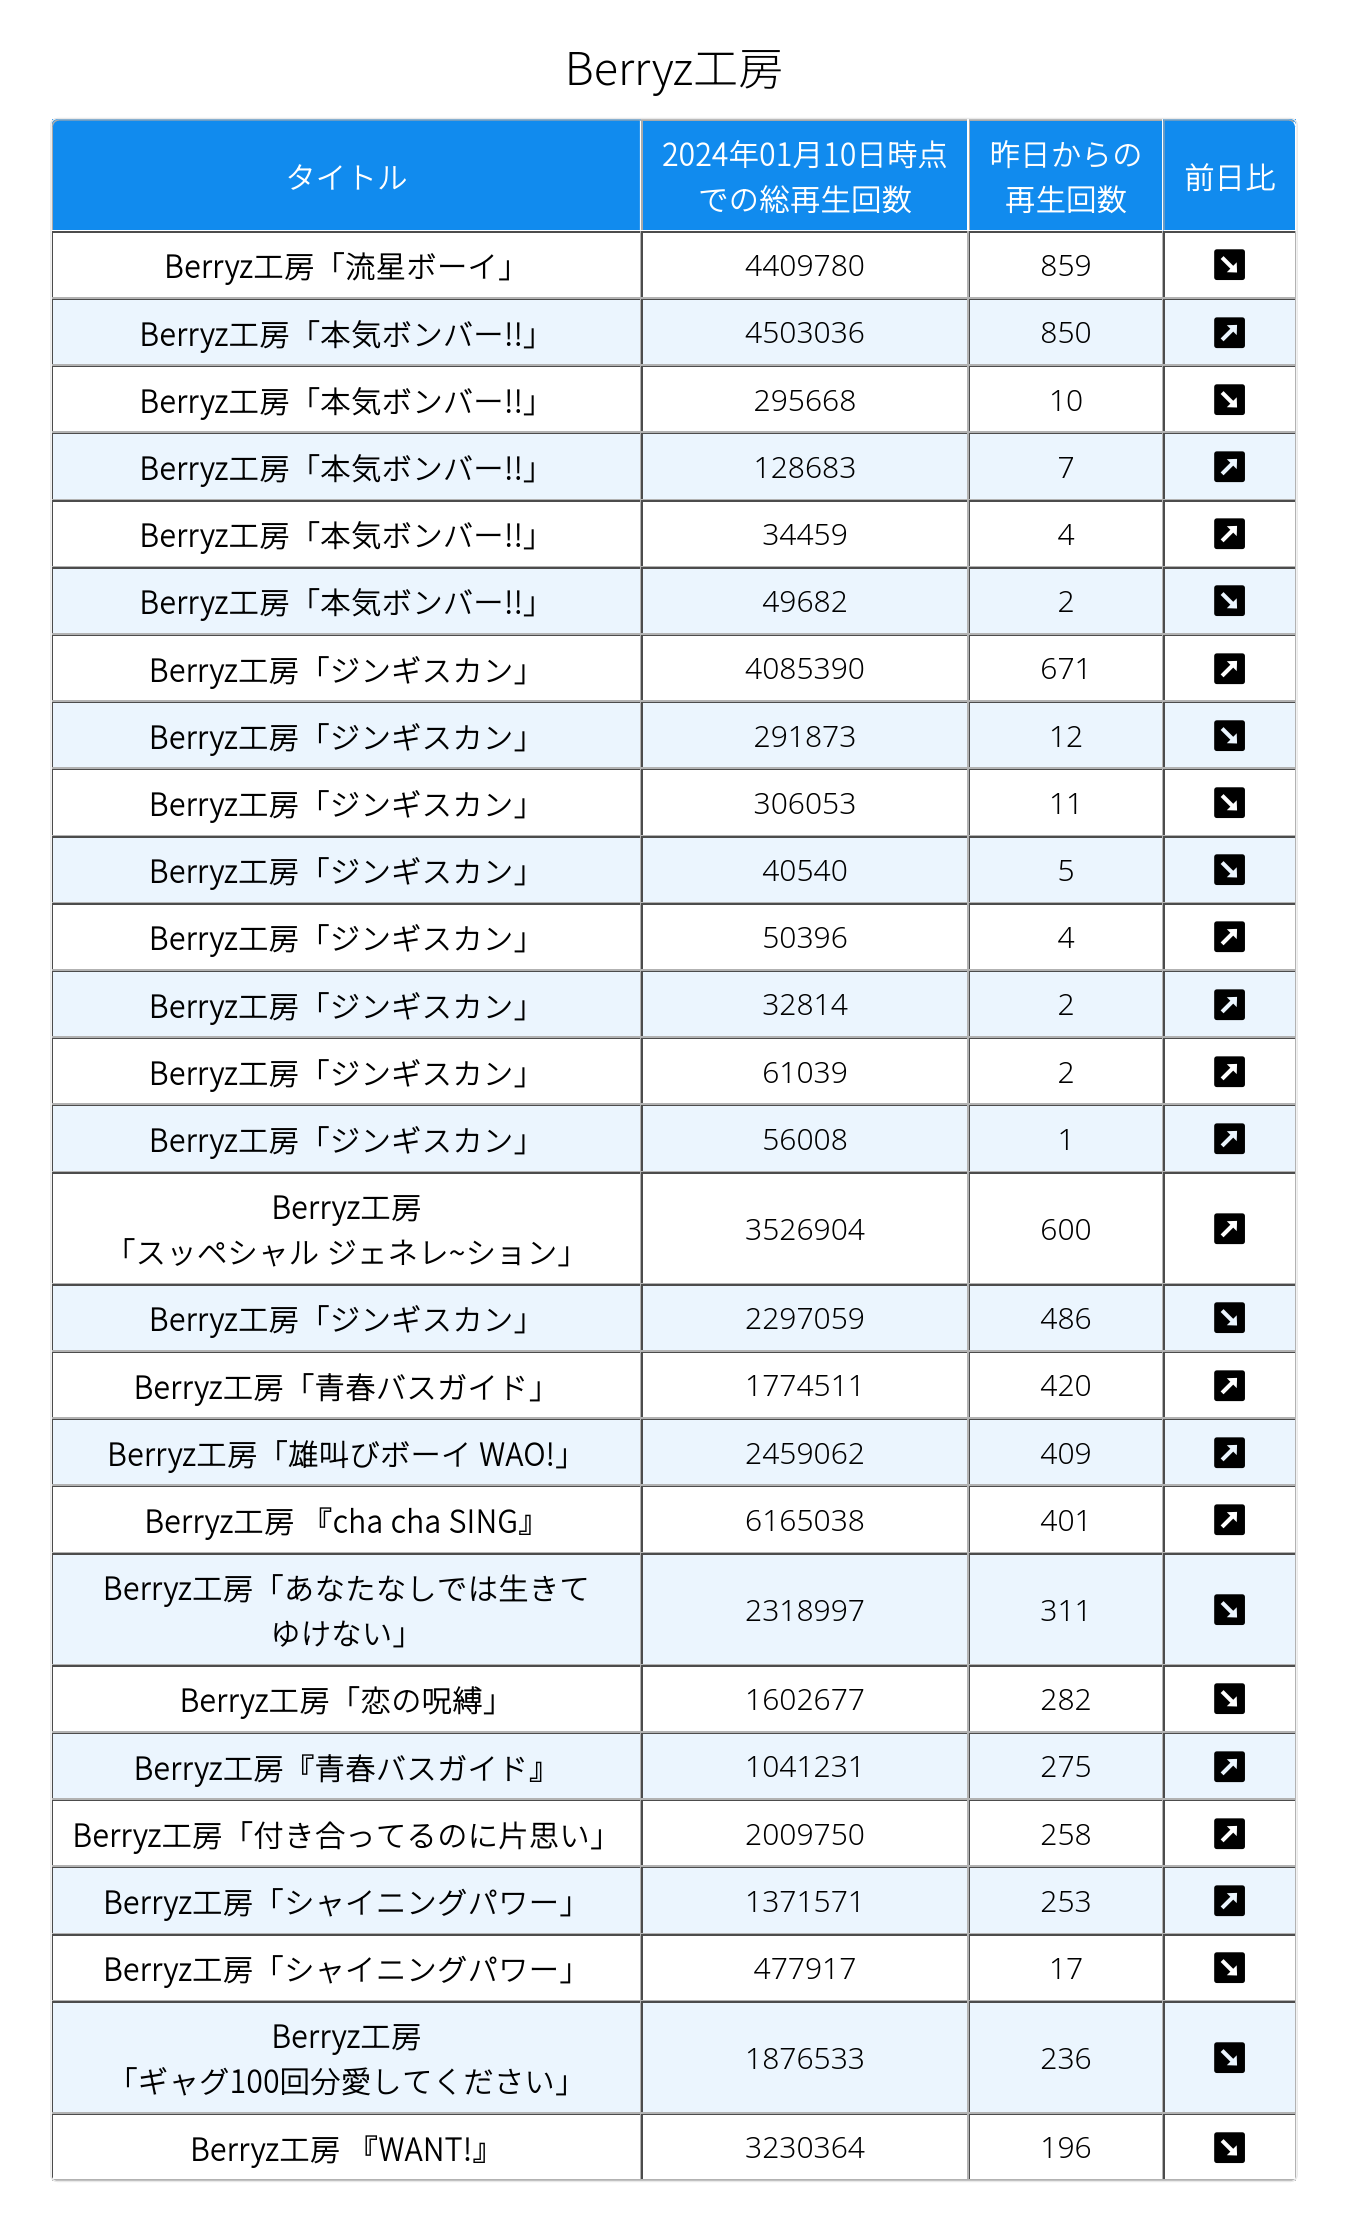 Berryz工房
タイトル
2024年01月10日時点
での総再生回数
昨日からの
再生回数
前日比
Berryz工房「流星ボーイ」 4409780 859 ↘
Berryz工房「本気ボンバー!!」 4503036 850 ↗
Berryz工房「本気ボンバー!!」 295668 10 ↘
Berryz工房「本気ボンバー!!」 128683 7 ↗
Berryz工房「本気ボンバー!!」 34459 4 ↗
Berryz工房「本気ボンバー!!」 49682 2 ↘
Berryz工房「ジンギスカン」 4085390 671 ↗
Berryz工房「ジンギスカン」 291873 12 ↘
Berryz工房「ジンギスカン」 306053 11 ↘
Berryz工房「ジンギスカン」 40540 5 ↘
Berryz工房「ジンギスカン」 50396 4 ↗
Berryz工房「ジンギスカン」 32814 2 ↗
Berryz工房「ジンギスカン」 61039 2 ↗
Berryz工房「ジンギスカン」 56008 1 ↗
Berryz工房
「スッペシャル ジェネレ~ション」 3526904 600 ↗
Berryz工房「ジンギスカン」 2297059 486 ↘
Berryz工房「青春バスガイド」 1774511 420 ↗
Berryz工房「雄叫びボーイ WAO!」 2459062 409 ↗
Berryz工房 『cha cha SING』 6165038 401 ↗
Berryz工房「あなたなしでは生きて
ゆけない」 2318997 311 ↘
Berryz工房「恋の呪縛」 1602677 282 ↘
Berryz工房『青春バスガイド』 1041231 275 ↗
Berryz工房「付き合ってるのに片思い」 2009750 258 ↗
Berryz工房「シャイニングパワー」 1371571 253 ↗
Berryz工房「シャイニングパワー」 477917 17 ↘
Berryz工房
「ギャグ100回分愛してください」 1876533 236 ↘
Berryz工房 『WANT!』 3230364 196 ↘